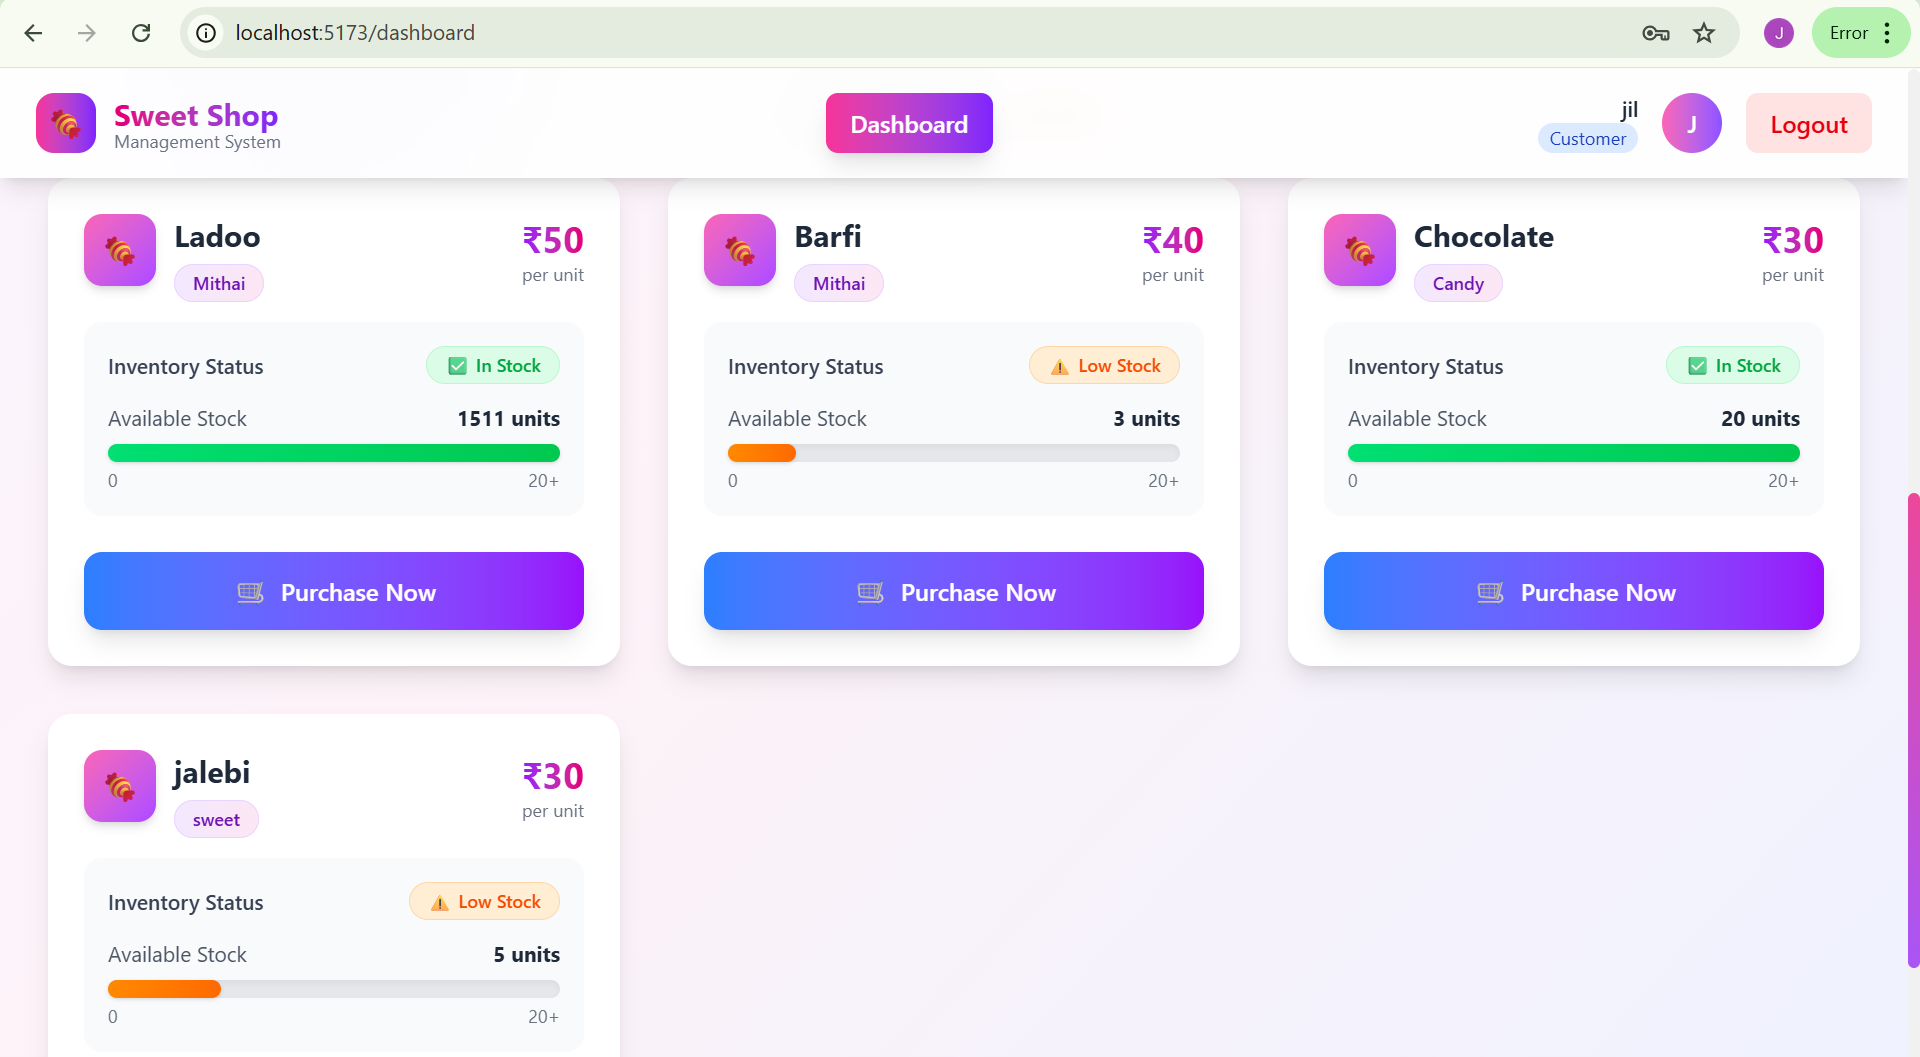 localhost:5173/dashboard
J
Error
Sweet Shop
Management System
Dashboard
jil
Customer
J
Logout
Ladoo
Mithai
₹50
per unit
Inventory Status
In Stock
Available Stock
1511 units
0
20+
Purchase Now
Barfi
Mithai
₹40
per unit
Inventory Status
Low Stock
Available Stock
3 units
0
20+
Purchase Now
Chocolate
Candy
₹30
per unit
Inventory Status
In Stock
Available Stock
20 units
0
20+
Purchase Now
jalebi
sweet
₹30
per unit
Inventory Status
Low Stock
Available Stock
5 units
0
20+